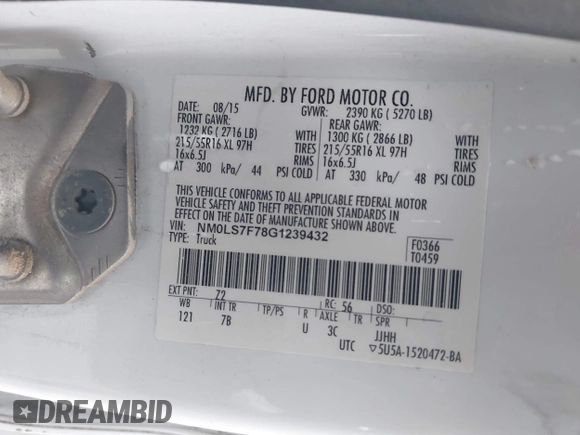 MFD. BY FORD MOTOR CO.
DATE: 08/15 GVWR: 2390 KG ( 5270 LB)
FRONT GAWR: REAR GAWR:
1232 KG ( 2716 LB) WITH 1300 KG ( 2866 LB) WITH
215/55R16 XL 97H TIRES 215/55R16 XL 97H TIRES
16x6.5J RIMS 16x6.5J RIMS
AT 300 kPa/ 44 PSI COLD AT 330 kPa/ 48 PSI COLD
THIS VEHICLE CONFORMS TO ALL APPLICABLE FEDERAL MOTOR
VEHICLE SAFETY AND THEFT PREVENTION STANDARDS IN
EFFECT ON THE DATE OF MANUFACTURE SHOWN ABOVE.
VIN: NM0LS7F78G1239432
TYPE: Truck
F0366
T0459
EXT PNT: Z2 RC: 56 DSO:
WB INT TR TP/PS R AXLE TR SPR
121 7B U 3C JJHH
UTC ▽5U5A-1520472-BA
DREAMBID